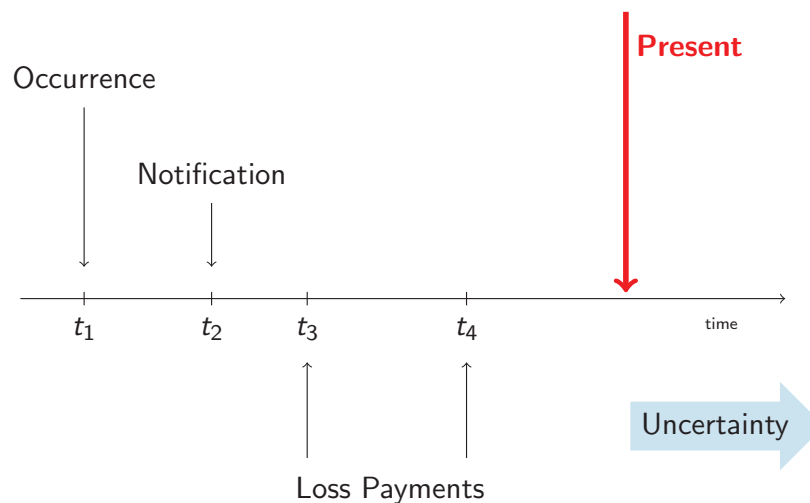 Present
Occurrence
Notification
t1 t2 t3 t4 time
Uncertainty
Loss Payments